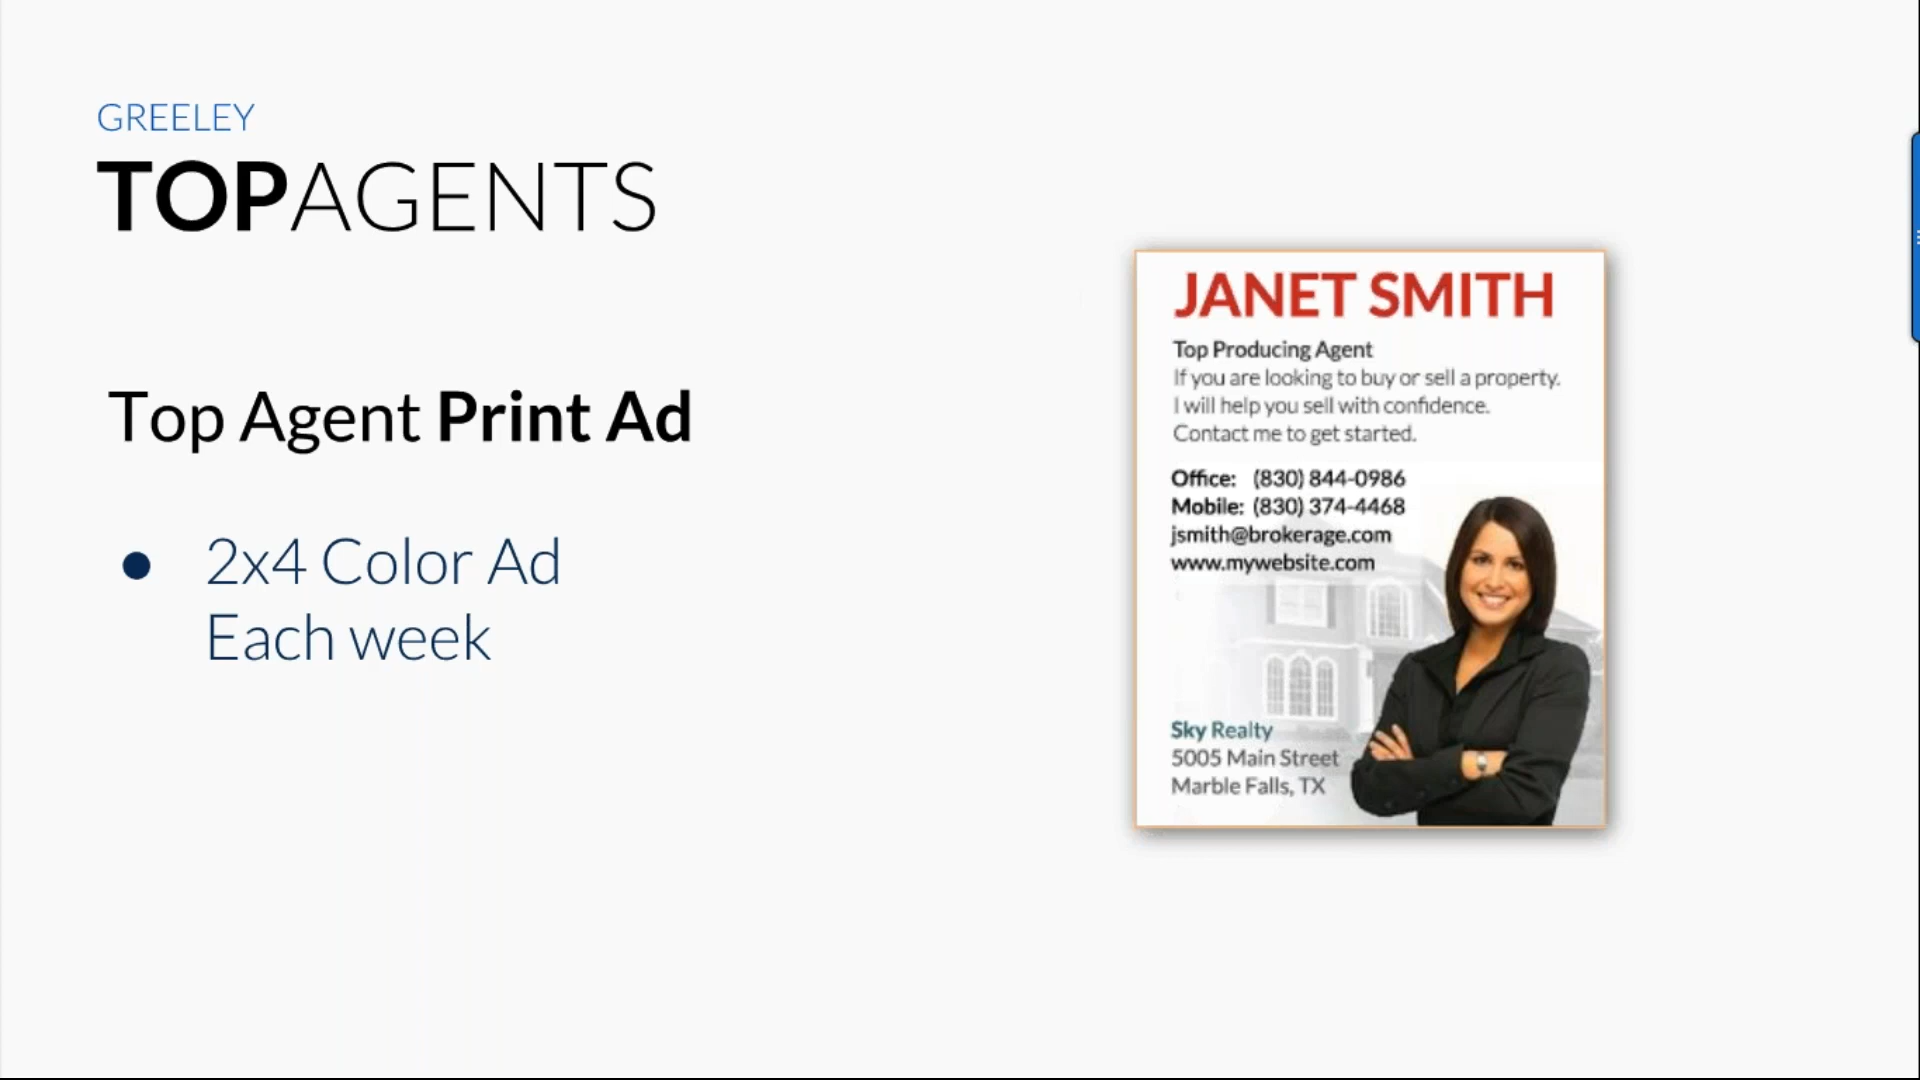 GREELEY
TOPAGENTS
Top Agent Print Ad
● 2x4 Color Ad
Each week
JANET SMITH
Top Producing Agent
If you are looking to buy or sell a property.
I will help you sell with confidence.
Contact me to get started.
Office: (830) 844-0986
Mobile: (830) 374-4468
jsmith@brokerage.com
www.mywebsite.com
Sky Realty
5005 Main Street
Marble Falls, TX